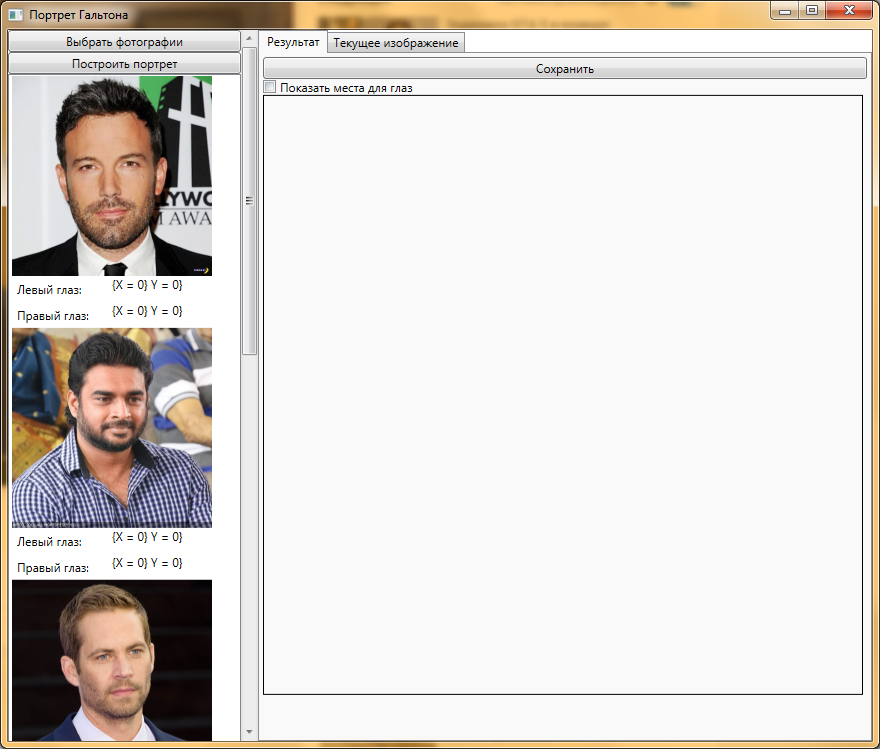 Портрет Гальтона
Выбрать фотографии
Построить портрет
Результат
Текущее изображение
Сохранить
Показать места для глаз
LYWO
M AWA
Левый глаз:
{X = 0} Y = 0}
Правый глаз:
{X = 0} Y = 0}
Левый глаз:
{X = 0} Y = 0}
Правый глаз:
{X = 0} Y = 0}